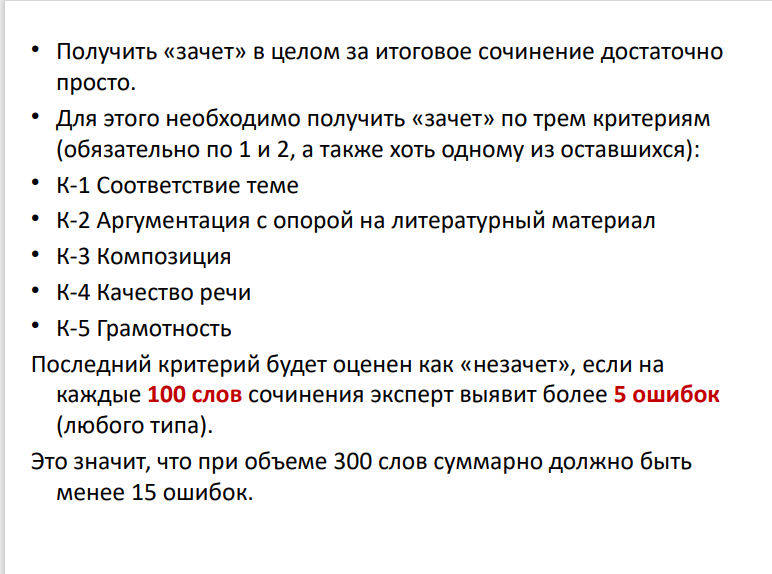 • Получить «зачет» в целом за итоговое сочинение достаточно
просто.
• Для этого необходимо получить «зачет» по трем критериям
(обязательно по 1 и 2, а также хоть одному из оставшихся):
• К-1 Соответствие теме
• К-2 Аргументация с опорой на литературный материал
• К-3 Композиция
• К-4 Качество речи
• К-5 Грамотность
Последний критерий будет оценен как «незачет», если на
каждые 100 слов сочинения эксперт выявит более 5 ошибок
(любого типа).
Это значит, что при объеме 300 слов суммарно должно быть
менее 15 ошибок.